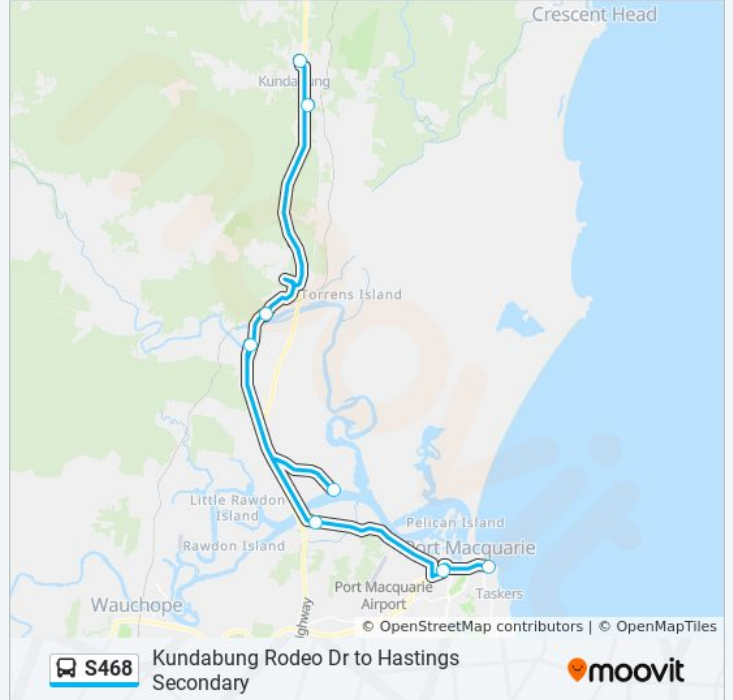 Crescent Head
Torrens Island
Little Rawdon
Island
Pelican Island
Rawdon Island
Port Macquarie
Port Macquarie
Airport
Taskers
Wauchope
© OpenStreetMap contributors | © OpenMapTiles
S468
Kundabung Rodeo Dr to Hastings
Secondary
moovit